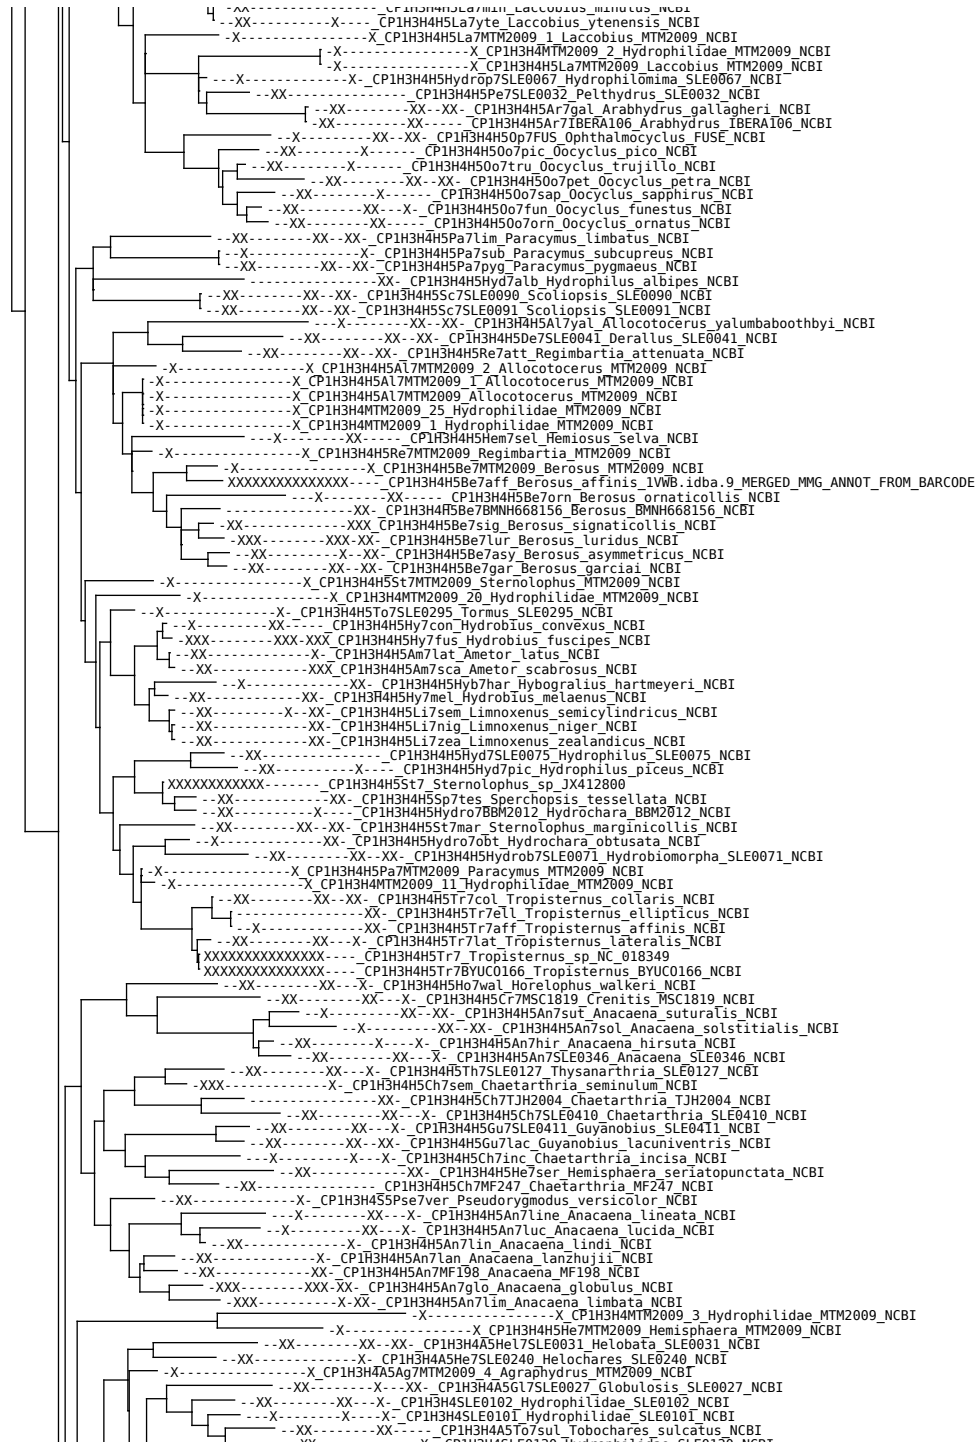 -XX----------------_CP1H3H4H5La7min_Laccobius_minutus_NCBI
--XX----------X----_CP1H3H4H5La7yte_Laccobius_ytenensis_NCBI
-X----------------X_CP1H3H4H5La7MTM2009_1_Laccobius_MTM2009_NCBI
-X----------------X_CP1H3H4MTM2009_2_Hydrophilidae_MTM2009_NCBI
-X----------------X_CP1H3H4H5La7MTM2009_Laccobius_MTM2009_NCBI
---X-------------X-_CP1H3H4H5Hydrop7SLE0067_Hydrophilomima_SLE0067_NCBI
--XX---------------_CP1H3H4H5Pe7SLE0032_Pelthydrus_SLE0032_NCBI
--XX--------XX--XX-_CP1H3H4H5Ar7gal_Arabhydrus_gallagheri_NCBI
-XX----------XX----_CP1H3H4H5Ar7IBERA106_Arabhydrus_IBERA106_NCBI
--X---------XX--XX-_CP1H3H4H5Op7FUS_Ophthalmocyclus_FUSE_NCBI
--XX--------X------_CP1H3H4H5Oo7pic_Oocyclus_pico_NCBI
--XX--------X------_CP1H3H4H5Oo7tru_Oocyclus_trujillo_NCBI
--XX--------XX--XX-_CP1H3H4H5Oo7pet_Oocyclus_petra_NCBI
--XX--------X------_CP1H3H4H5Oo7sap_Oocyclus_sapphirus_NCBI
--XX--------XX---X-_CP1H3H4H5Oo7fun_Oocyclus_funestus_NCBI
--XX--------XX-----_CP1H3H4H5Oo7orn_Oocyclus_ornatus_NCBI
--XX--------XX--XX-_CP1H3H4H5Pa7lim_Paracymus_limbatus_NCBI
--X--------------X-_CP1H3H4H5Pa7sub_Paracymus_subcupreus_NCBI
--XX--------XX--XX-_CP1H3H4H5Pa7pyg_Paracymus_pygmaeus_NCBI
----------------XX-_CP1H3H4H5Hyd7alb_Hydrophilus_albipes_NCBI
--XX--------XX--XX-_CP1H3H4H5Sc7SLE0090_Scoliopsis_SLE0090_NCBI
--XX--------XX--XX-_CP1H3H4H5Sc7SLE0091_Scoliopsis_SLE0091_NCBI
---X--------XX--XX-_CP1H3H4H5Al7yal_Allocotocerus_yalumbaboothbyi_NCBI
--XX--------XX--XX-_CP1H3H4H5De7SLE0041_Derallus_SLE0041_NCBI
--XX--------XX--XX-_CP1H3H4H5Re7att_Regimbartia_attenuata_NCBI
-X----------------X_CP1H3H4H5Al7MTM2009_2_Allocotocerus_MTM2009_NCBI
-X----------------X_CP1H3H4H5Al7MTM2009_1_Allocotocerus_MTM2009_NCBI
-X----------------X_CP1H3H4H5Al7MTM2009_Allocotocerus_MTM2009_NCBI
-X----------------X_CP1H3H4MTM2009_25_Hydrophilidae_MTM2009_NCBI
-X----------------X_CP1H3H4MTM2009_1_Hydrophilidae_MTM2009_NCBI
---X--------XX-----_CP1H3H4H5Hem7sel_Hemiosus_selva_NCBI
-X----------------X_CP1H3H4H5Re7MTM2009_Regimbartia_MTM2009_NCBI
-X----------------X_CP1H3H4H5Be7MTM2009_Berosus_MTM2009_NCBI
XXXXXXXXXXXXXXX----_CP1H3H4H5Be7aff_Berosus_affinis_1VWB.idba.9_MERGED_MMG_ANNOT_FROM_BARCODE
---X--------XX-----_CP1H3H4H5Be7orn_Berosus_ornaticollis_NCBI
----------------XX-_CP1H3H4H5Be7BMNH668156_Berosus_BMNH668156_NCBI
--XX------------XXX_CP1H3H4H5Be7sig_Berosus_signaticollis_NCBI
-XXX--------XXX-XX-_CP1H3H4H5Be7lur_Berosus_luridus_NCBI
--XX---------X--XX-_CP1H3H4H5Be7asy_Berosus_asymmetricus_NCBI
--XX---------XX-XX-_CP1H3H4H5Be7gar_Berosus_garciai_NCBI
-X----------------X_CP1H3H4H5St7MTM2009_Sternolophus_MTM2009_NCBI
-X----------------X_CP1H3H4MTM2009_20_Hydrophilidae_MTM2009_NCBI
--X--------------X-_CP1H3H4H5To7SLE0295_Tormus_SLE0295_NCBI
--X---------XX-----_CP1H3H4H5Hy7con_Hydrobius_convexus_NCBI
-XXX--------XXX-XXX_CP1H3H4H5Hy7fus_Hydrobius_fuscipes_NCBI
--XX-------------X-_CP1H3H4H5Am7lat_Ametor_latus_NCBI
--XX------------XXX_CP1H3H4H5Am7sca_Ametor_scabrosus_NCBI
--X-------------XX-_CP1H3H4H5Hyb7har_Hybogralius_hartmeyeri_NCBI
--XX------------XX-_CP1H3H4H5Hy7mel_Hydrobius_melaenus_NCBI
--XX---------X--XX-_CP1H3H4H5Li7sem_Limnoxenus_semicylindricus_NCBI
--XX------------XX-_CP1H3H4H5Li7nig_Limnoxenus_niger_NCBI
--XX------------XX-_CP1H3H4H5Li7zea_Limnoxenus_zealandicus_NCBI
--XX---------------_CP1H3H4H5Hyd7SLE0075_Hydrophilus_SLE0075_NCBI
--XX----------X----_CP1H3H4H5Hyd7pic_Hydrophilus_piceus_NCBI
XXXXXXXXXXXX-------_CP1H3H4H5St7_Sternolophus_sp_JX412800
--XX------------XX-_CP1H3H4H5Sp7tes_Sperchopsis_tessellata_NCBI
--XX----------X----_CP1H3H4H5Hydro7BBM2012_Hydrochara_BBM2012_NCBI
--XX--------XX--XX-_CP1H3H4H5St7mar_Sternolophus_marginicollis_NCBI
--X-------------XX-_CP1H3H4H5Hydro7obt_Hydrochara_obtusata_NCBI
--XX--------XX--XX-_CP1H3H4H5Hydrob7SLE0071_Hydrobiomorpha_SLE0071_NCBI
-X----------------X_CP1H3H4H5Pa7MTM2009_Paracymus_MTM2009_NCBI
-X----------------X_CP1H3H4MTM2009_11_Hydrophilidae_MTM2009_NCBI
--XX--------XX--XX-_CP1H3H4H5Tr7col_Tropisternus_collaris_NCBI
----------------XX-_CP1H3H4H5Tr7ell_Tropisternus_ellipticus_NCBI
--X-------------XX-_CP1H3H4H5Tr7aff_Tropisternus_affinis_NCBI
--XX--------XX---X-_CP1H3H4H5Tr7lat_Tropisternus_lateralis_NCBI
XXXXXXXXXXXXXXX----_CP1H3H4H5Tr7_Tropisternus_sp_NC_018349
XXXXXXXXXXXXXXX----_CP1H3H4H5Tr7BYUCO166_Tropisternus_BYUCO166_NCBI
--XX--------XX---X-_CP1H3H4H5Ho7wal_Horelophus_walkeri_NCBI
--XX--------XX---X-_CP1H3H4H5Cr7MSC1819_Crenitis_MSC1819_NCBI
--X---------XX--XX-_CP1H3H4H5An7sut_Anacaena_suturalis_NCBI
--X---------XX--XX-_CP1H3H4H5An7sol_Anacaena_solstitialis_NCBI
--XX--------X----X-_CP1H3H4H5An7hir_Anacaena_hirsuta_NCBI
--XX--------XX---X-_CP1H3H4H5An7SLE0346_Anacaena_SLE0346_NCBI
--XX--------XX---X-_CP1H3H4H5Th7SLE0127_Thysanarthria_SLE0127_NCBI
-XXX-------------X-_CP1H3H4H5Ch7sem_Chaetarthria_seminulum_NCBI
----------------XX-_CP1H3H4H5Ch7TJH2004_Chaetarthria_TJH2004_NCBI
--XX--------XX---X-_CP1H3H4H5Ch7SLE0410_Chaetarthria_SLE0410_NCBI
--XX--------XX---X-_CP1H3H4H5Gu7SLE0411_Guyanobius_SLE0411_NCBI
--XX--------XX--XX-_CP1H3H4H5Gu7lac_Guyanobius_lacuniventris_NCBI
---X---------X---X-_CP1H3H4H5Ch7inc_Chaetarthria_incisa_NCBI
--XX------------XX-_CP1H3H4H5He7ser_Hemisphaera_seriatopunctata_NCBI
--XX---------------_CP1H3H4H5Ch7MF247_Chaetarthria_MF247_NCBI
--XX-------------X-_CP1H3H4S5Pse7ver_Pseudorygmodus_versicolor_NCBI
---X--------XX---X-_CP1H3H4H5An7line_Anacaena_lineata_NCBI
--X---------XX---X-_CP1H3H4H5An7luc_Anacaena_lucida_NCBI
--XX-------------X-_CP1H3H4H5An7lin_Anacaena_lindi_NCBI
--XX-------------X-_CP1H3H4H5An7lan_Anacaena_lanzhujii_NCBI
--XX------------XX-_CP1H3H4H5An7MF198_Anacaena_MF198_NCBI
-XXX--------XXX-XX-_CP1H3H4H5An7glo_Anacaena_globulus_NCBI
-XXX----------X-XX-_CP1H3H4H5An7lim_Anacaena_limbata_NCBI
-X----------------X_CP1H3H4MTM2009_3_Hydrophilidae_MTM2009_NCBI
-X----------------X_CP1H3H4H5He7MTM2009_Hemisphaera_MTM2009_NCBI
--XX--------XX--XX-_CP1H3H4A5Hel7SLE0031_Helobata_SLE0031_NCBI
--XX-------------X-_CP1H3H4A5He7SLE0240_Helochares_SLE0240_NCBI
-X----------------X_CP1H3H4A5Ag7MTM2009_4_Agraphydrus_MTM2009_NCBI
--XX--------X---XX-_CP1H3H4A5Gl7SLE0027_Globulosis_SLE0027_NCBI
--XX--------XX---X-_CP1H3H4SLE0102_Hydrophilidae_SLE0102_NCBI
---X--------X----X-_CP1H3H4SLE0101_Hydrophilidae_SLE0101_NCBI
--XX--------XX-----_CP1H3H4A5To7sul_Tobochares_sulcatus_NCBI